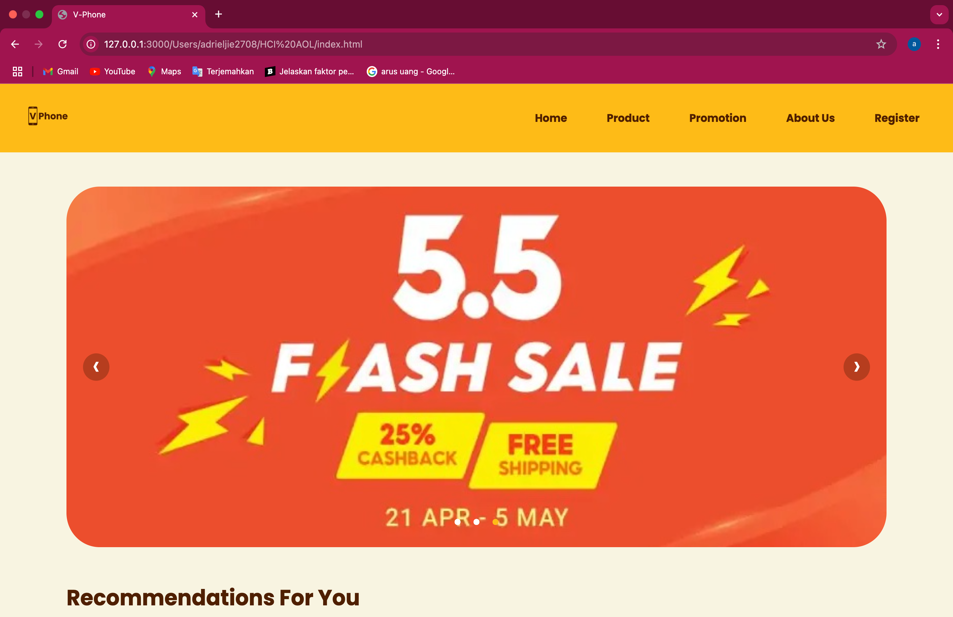 V-Phone
127.0.0.1:3000/Users/adrieljie2708/HCI%20AOL/index.html
a
Gmail YouTube Maps Terjemahkan Jelaskan faktor pe... arus uang - Googl...
V Phone
Home Product Promotion About Us Register
5.5
FLASH SALE
25%
CASHBACK
FREE
SHIPPING
21 APR - 5 MAY
Recommendations For You